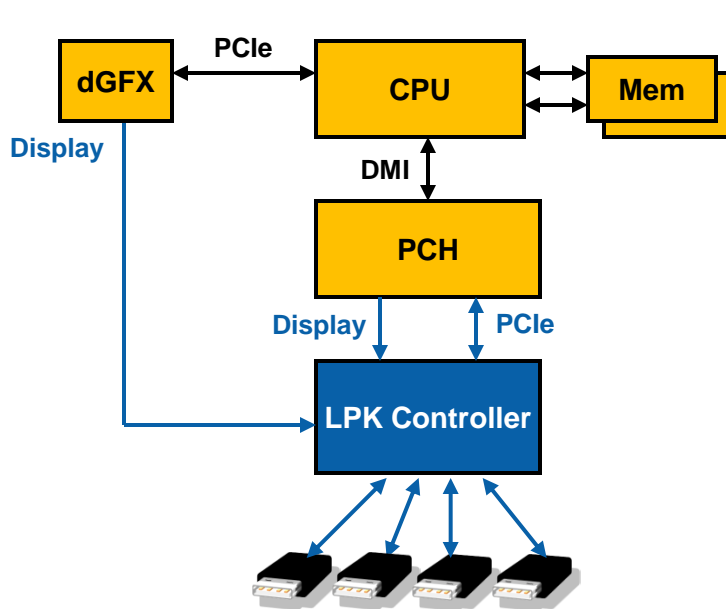 PCIe
dGFX
CPU
Mem
Display
DMI
PCH
Display
PCIe
LPK Controller